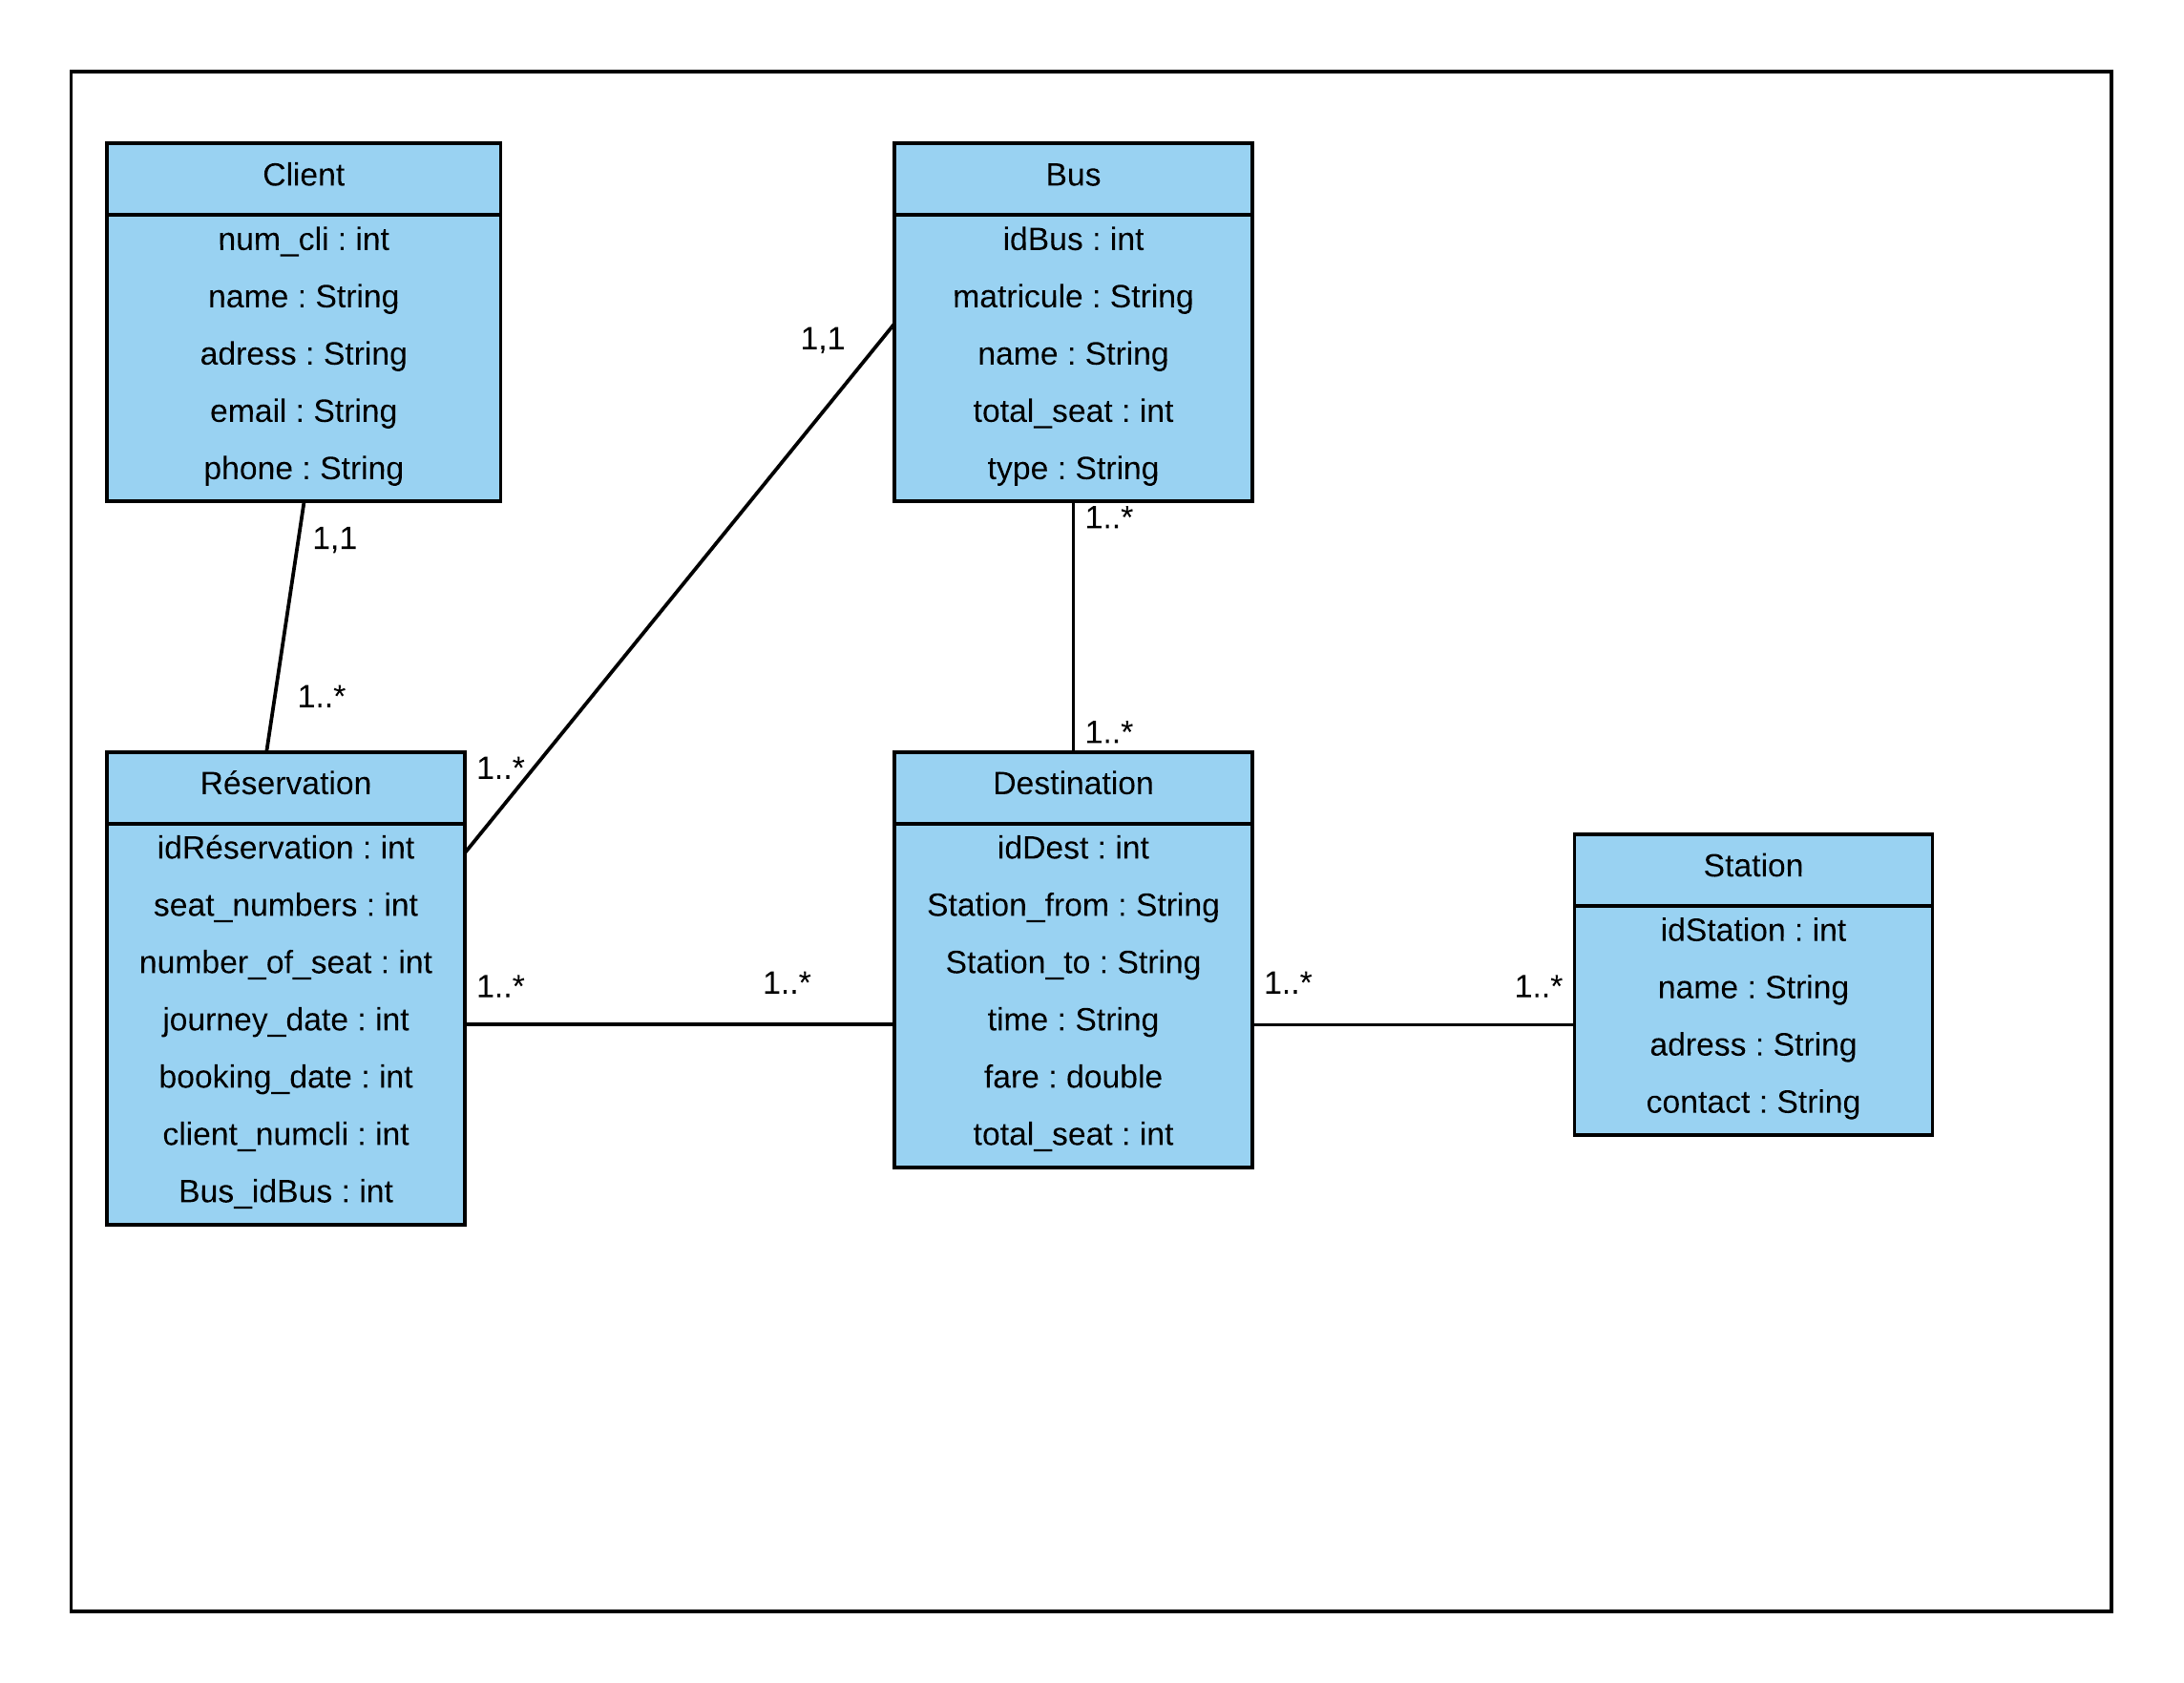 Client
num_cli : int
name : String
adress : String
email : String
phone : String
Bus
idBus : int
matricule : String
name : String
total_seat : int
type : String
1,1
1..*
1,1
1..*
1..*
1..*
Réservation
idRéservation : int
seat_numbers : int
number_of_seat : int
journey_date : int
booking_date : int
client_numcli : int
Bus_idBus : int
1..*
1..*
Destination
idDest : int
Station_from : String
Station_to : String
time : String
fare : double
total_seat : int
1..*
1..*
Station
idStation : int
name : String
adress : String
contact : String